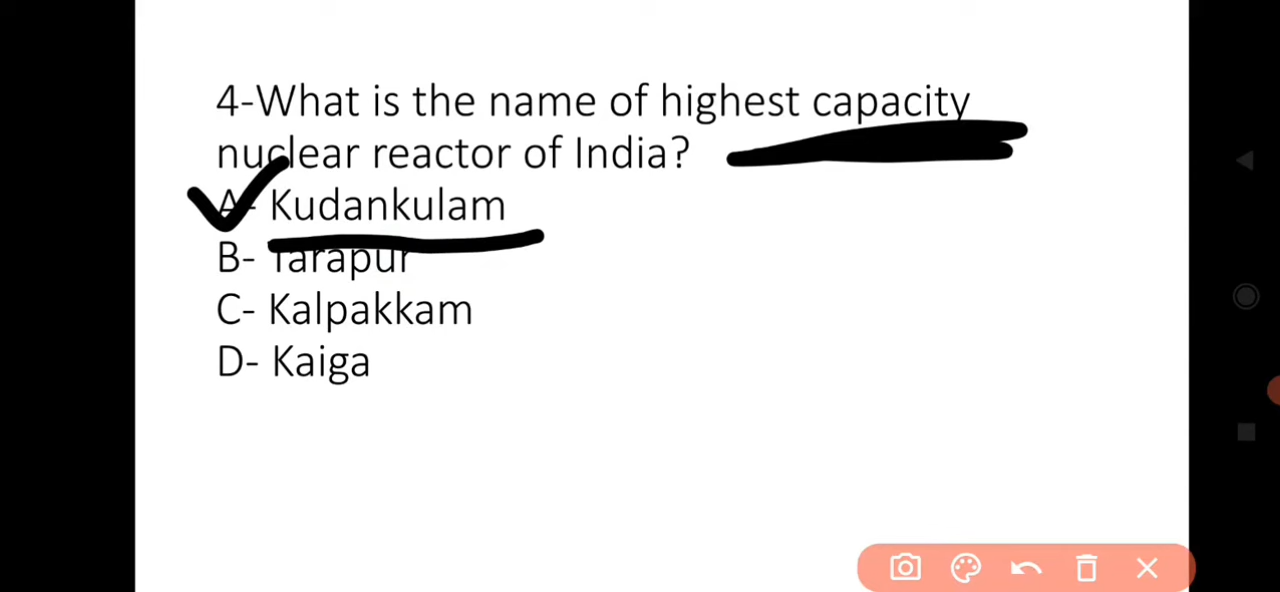 4-What is the name of highest capacity
nuclear reactor of India?
A- Kudankulam
B- Tarapur
C- Kalpakkam
D- Kaiga